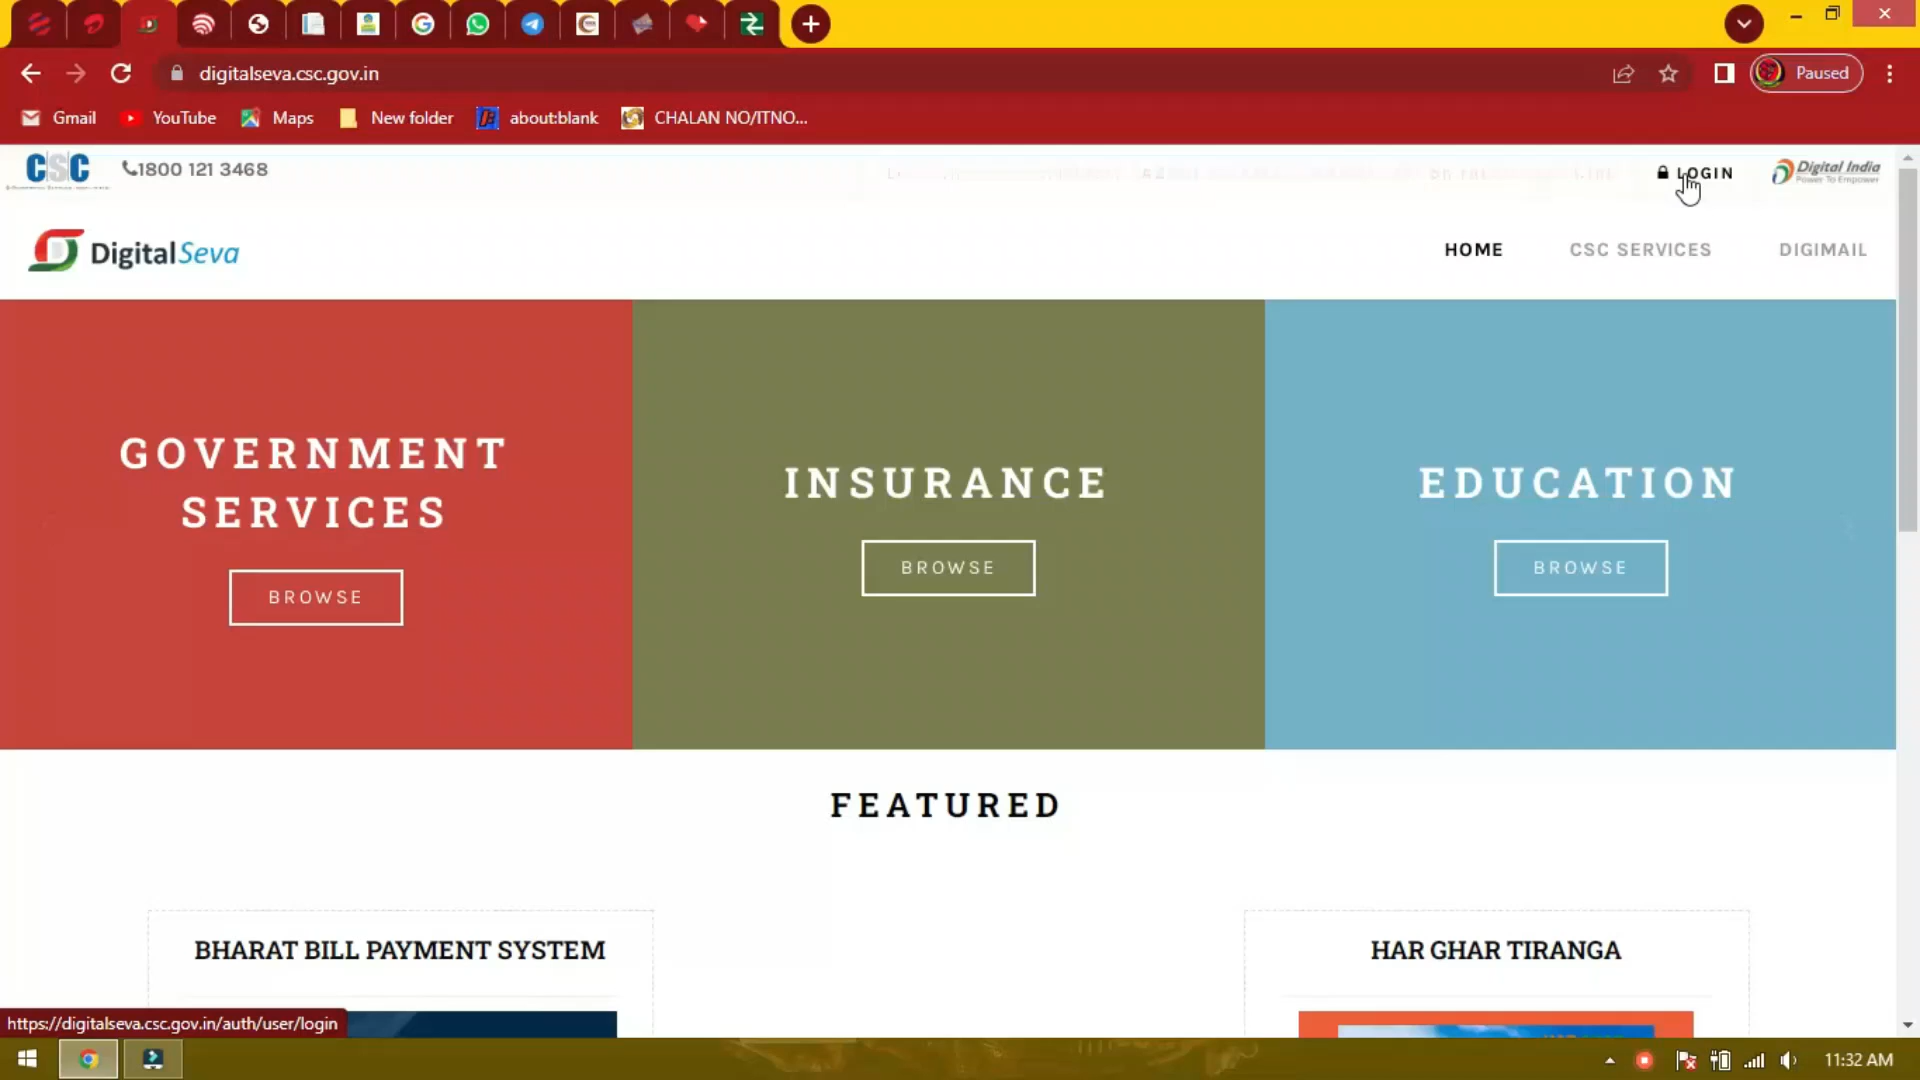 digitalseva.csc.gov.in
Paused
Gmail
YouTube
Maps
New folder
about:blank
CHALAN NO/ITNO...
CSC
1800 121 3468
LOGIN
Digital India
Power To Empower
DigitalSeva
HOME
CSC SERVICES
DIGIMAIL
GOVERNMENT
SERVICES
BROWSE
INSURANCE
BROWSE
EDUCATION
BROWSE
FEATURED
BHARAT BILL PAYMENT SYSTEM
HAR GHAR TIRANGA
https://digitalseva.csc.gov.in/auth/user/login
11:32 AM